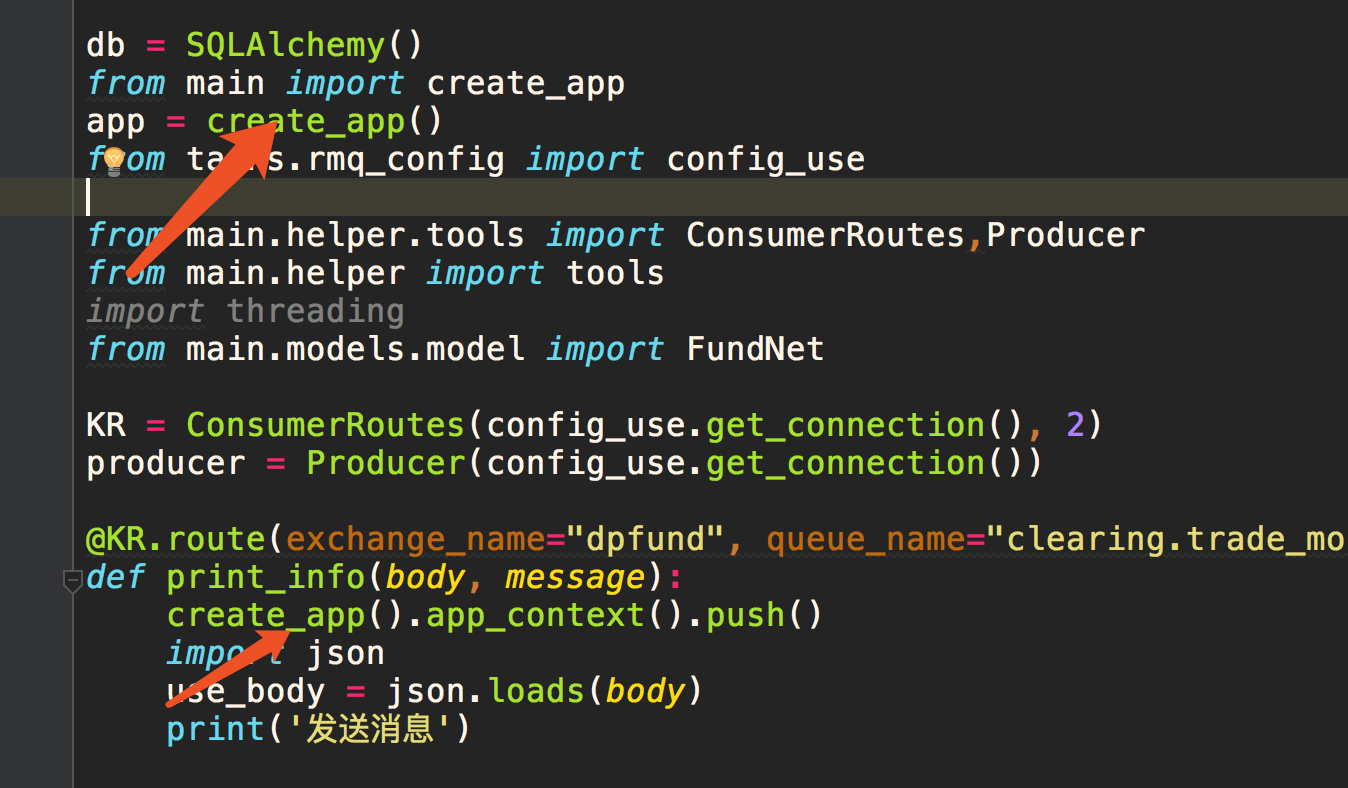 db = SQLAlchemy()
from main import create_app
app = create_app()
from tasks.rmq_config import config_use
from main.helper.tools import ConsumerRoutes,Producer
from main.helper import tools
import threading
from main.models.model import FundNet
KR = ConsumerRoutes(config_use.get_connection(), 2)
producer = Producer(config_use.get_connection())
@KR.route(exchange_name="dpfund", queue_name="clearing.trade_mo
def print_info(body, message):
    create_app().app_context().push()
    import json
    use_body = json.loads(body)
    print('发送消息')